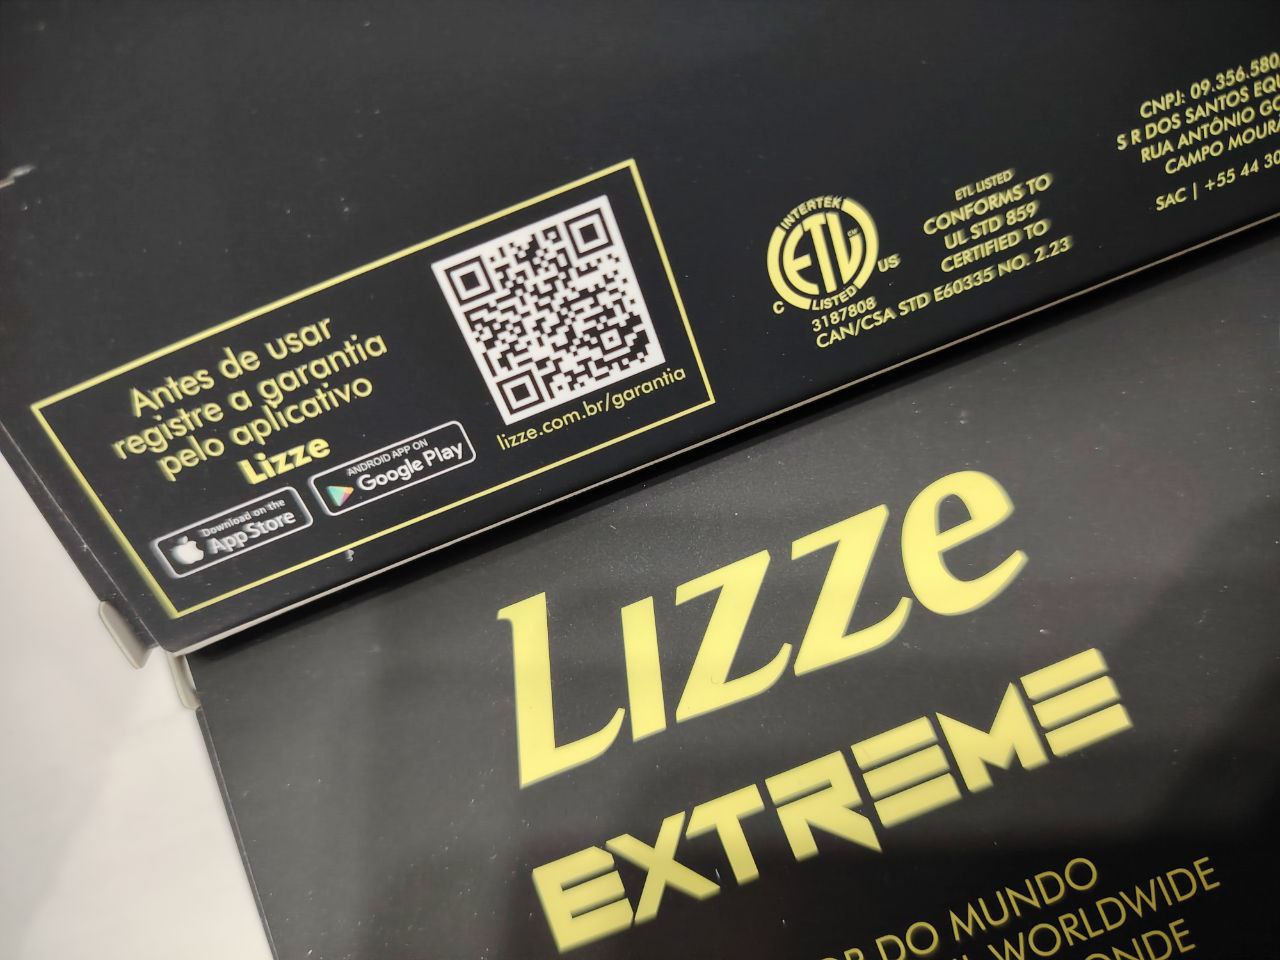 Antes de usar
registre a garantia
pelo aplicativo
Lizze
Download on the
App Store
ANDROID APP ON
Google Play
lizze.com.br/garantia
INTERTEK
ETL
CM
C
US
LISTED
3187808
ETL LISTED
CONFORMS TO
UL STD 859
CERTIFIED TO
CAN/CSA STD E60335 NO. 2.23
CNPJ: 09.356.580
S R DOS SANTOS
RUA ANTÔNIO
CAMPO
SAC | +55 44 30
Lizze
EXTREME
DO MUNDO
WORLDWIDE